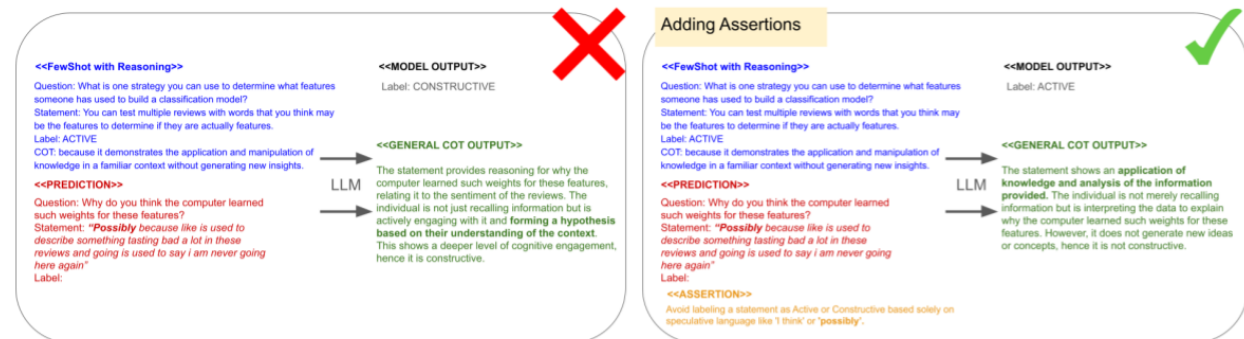 <<FewShot with Reasoning>>
Question: What is one strategy you can use to determine what features
someone has used to build a classification model?
Statement: You can test multiple reviews with words that you think may
be the features to determine if they are actually features.
Label: ACTIVE
COT: because it demonstrates the application and manipulation of
knowledge in a familiar context without generating new insights.
<<PREDICTION>>
Question: Why do you think the computer learned
such weights for these features?
Statement: "Possibly because like is used to
describe something tasting bad a lot in these
reviews and going is used to say i am never going
here again"
Label:
LLM
<<MODEL OUTPUT>>
Label: CONSTRUCTIVE
<<GENERAL COT OUTPUT>>
The statement provides reasoning for why the
computer learned such weights for these features,
relating it to the sentiment of the reviews. The
individual is not just recalling information but is
actively engaging with it and forming a hypothesis
based on their understanding of the context.
This shows a deeper level of cognitive engagement,
hence it is constructive.
Adding Assertions
<<FewShot with Reasoning>>
Question: What is one strategy you can use to determine what features
someone has used to build a classification model?
Statement: You can test multiple reviews with words that you think may
be the features to determine if they are actually features.
Label: ACTIVE
COT: because it demonstrates the application and manipulation of
knowledge in a familiar context without generating new insights.
<<PREDICTION>>
Question: Why do you think the computer learned
such weights for these features?
Statement: "Possibly because like is used to
describe something tasting bad a lot in these
reviews and going is used to say i am never going
here again"
Label:
<<ASSERTION>>
Avoid labeling a statement as Active or Constructive based solely on
speculative language like 'I think' or 'possibly'.
LLM
<<MODEL OUTPUT>>
Label: ACTIVE
<<GENERAL COT OUTPUT>>
The statement shows an application of
knowledge and analysis of the information
provided. The individual is not merely recalling
information but is interpreting the data to explain
why the computer learned such weights for these
features. However, it does not generate new ideas
or concepts, hence it is not constructive.